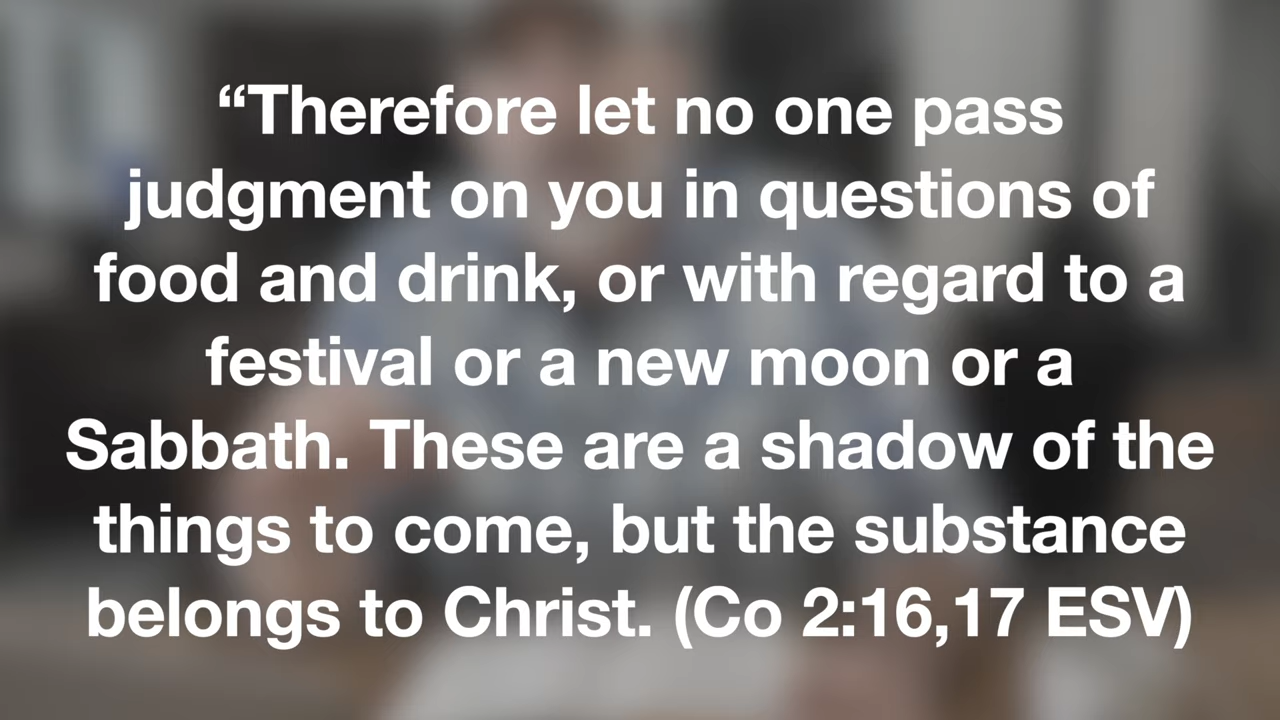 “Therefore let no one pass
judgment on you in questions of
food and drink, or with regard to a
festival or a new moon or a
Sabbath. These are a shadow of the
things to come, but the substance
belongs to Christ. (Co 2:16,17 ESV)